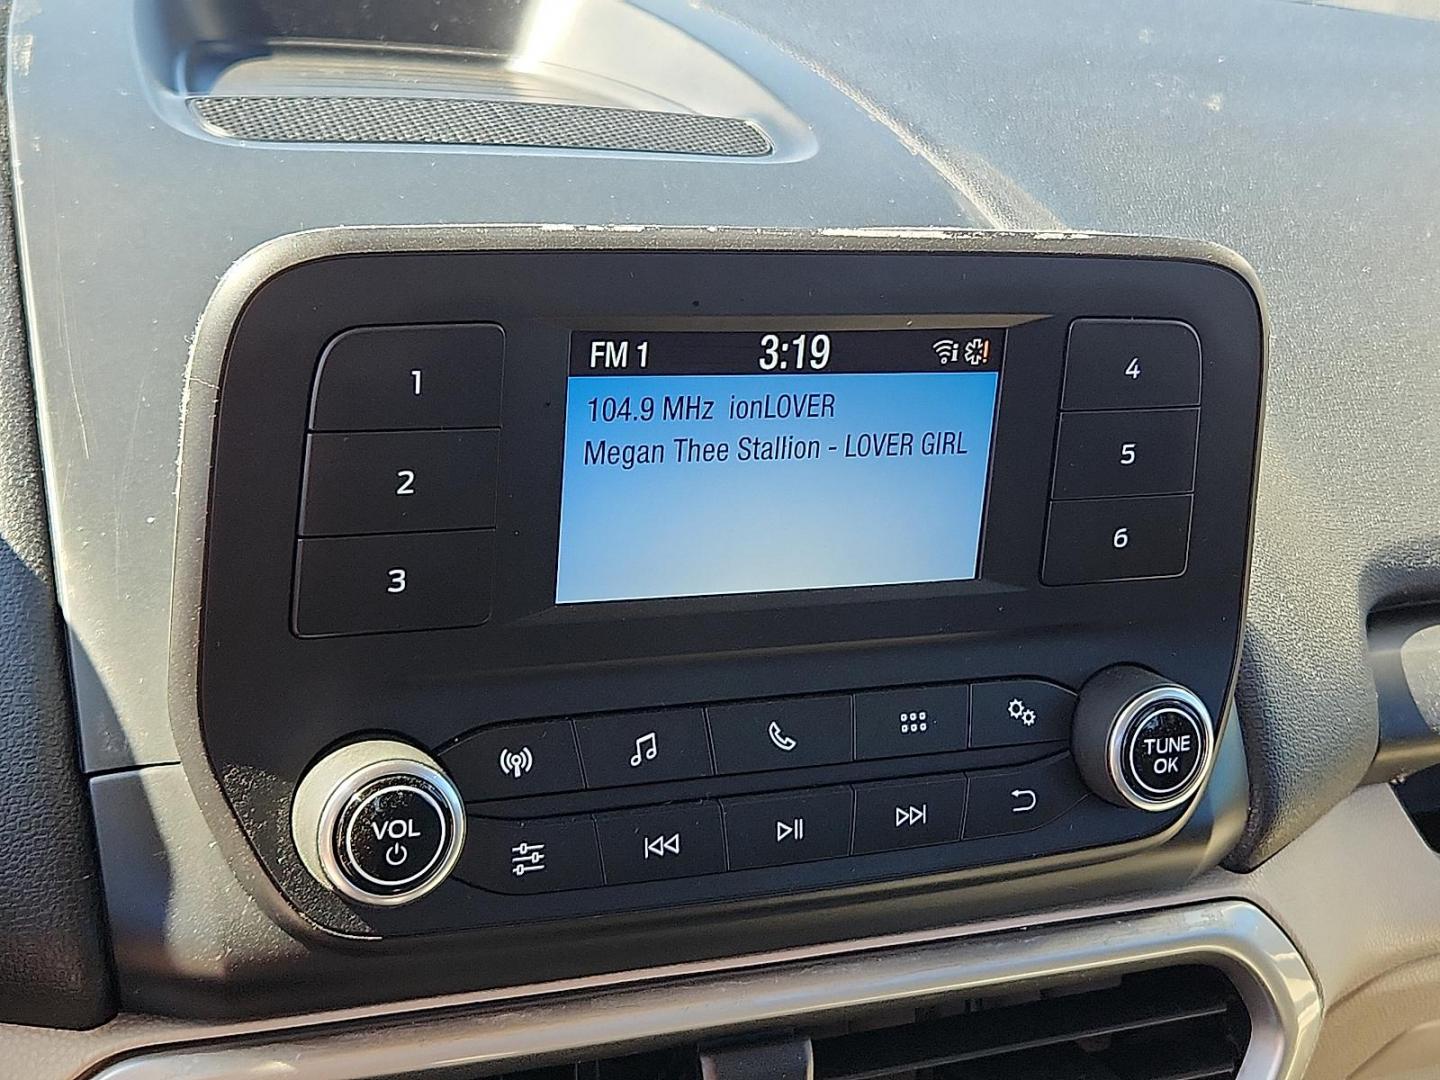 FM 1 3:19
104.9 MHz ionLOVER
Megan Thee Stallion - LOVER GIRL
1
2
3
4
5
6
VOL
TUNE
OK